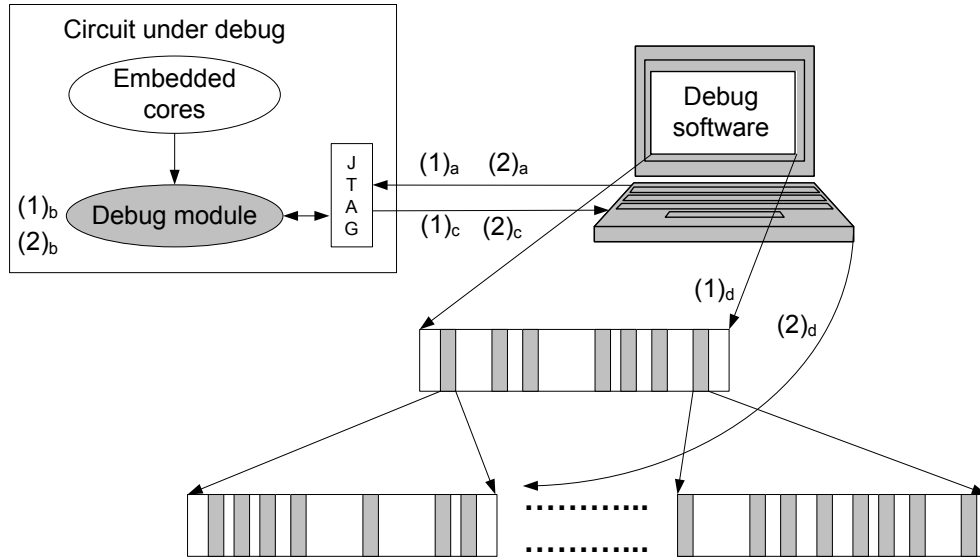 Circuit under debug
Embedded
cores
Debug
software
J
T
A
G
(1)a (2)a
(1)b
Debug module
(2)b
(1)c (2)c
(1)d
(2)d
............
............